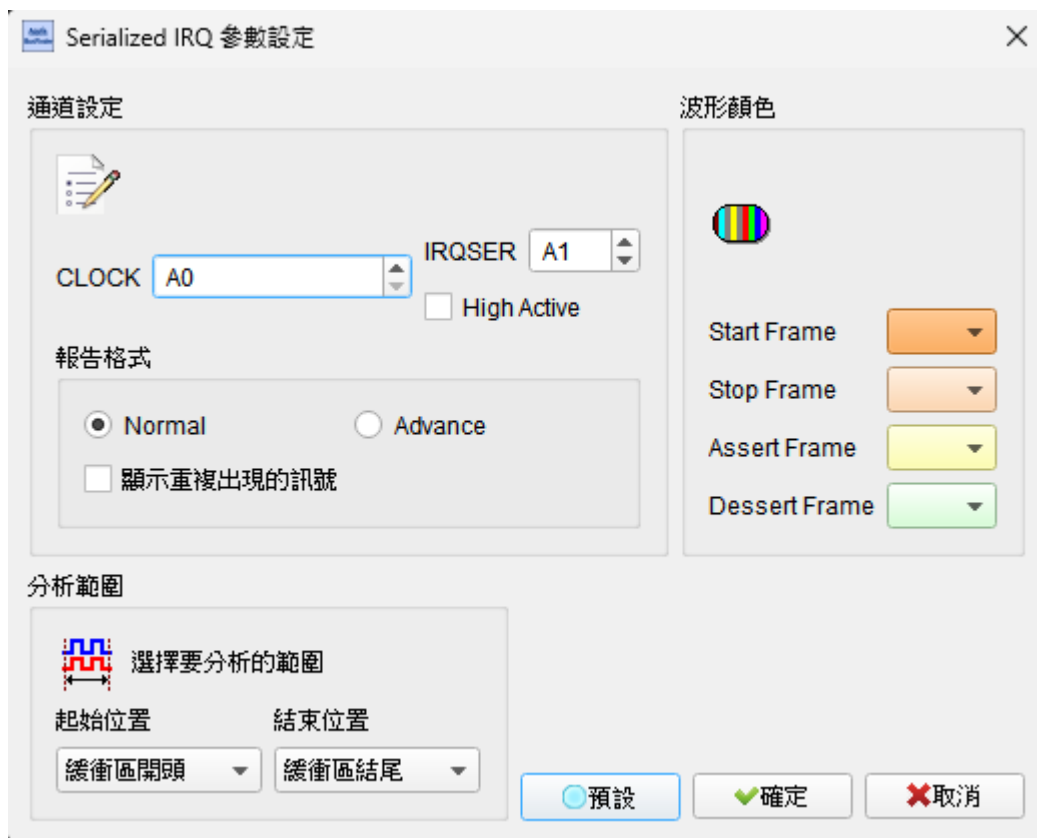 Serialized IRQ 參數設定
通道設定
CLOCK A0
IRQSER A1
High Active
報告格式
Normal
Advance
顯示重複出現的訊號
波形顏色
Start Frame
Stop Frame
Assert Frame
Dessert Frame
分析範圍
選擇要分析的範圍
起始位置
結束位置
緩衝區開頭
緩衝區結尾
預設
確定
取消